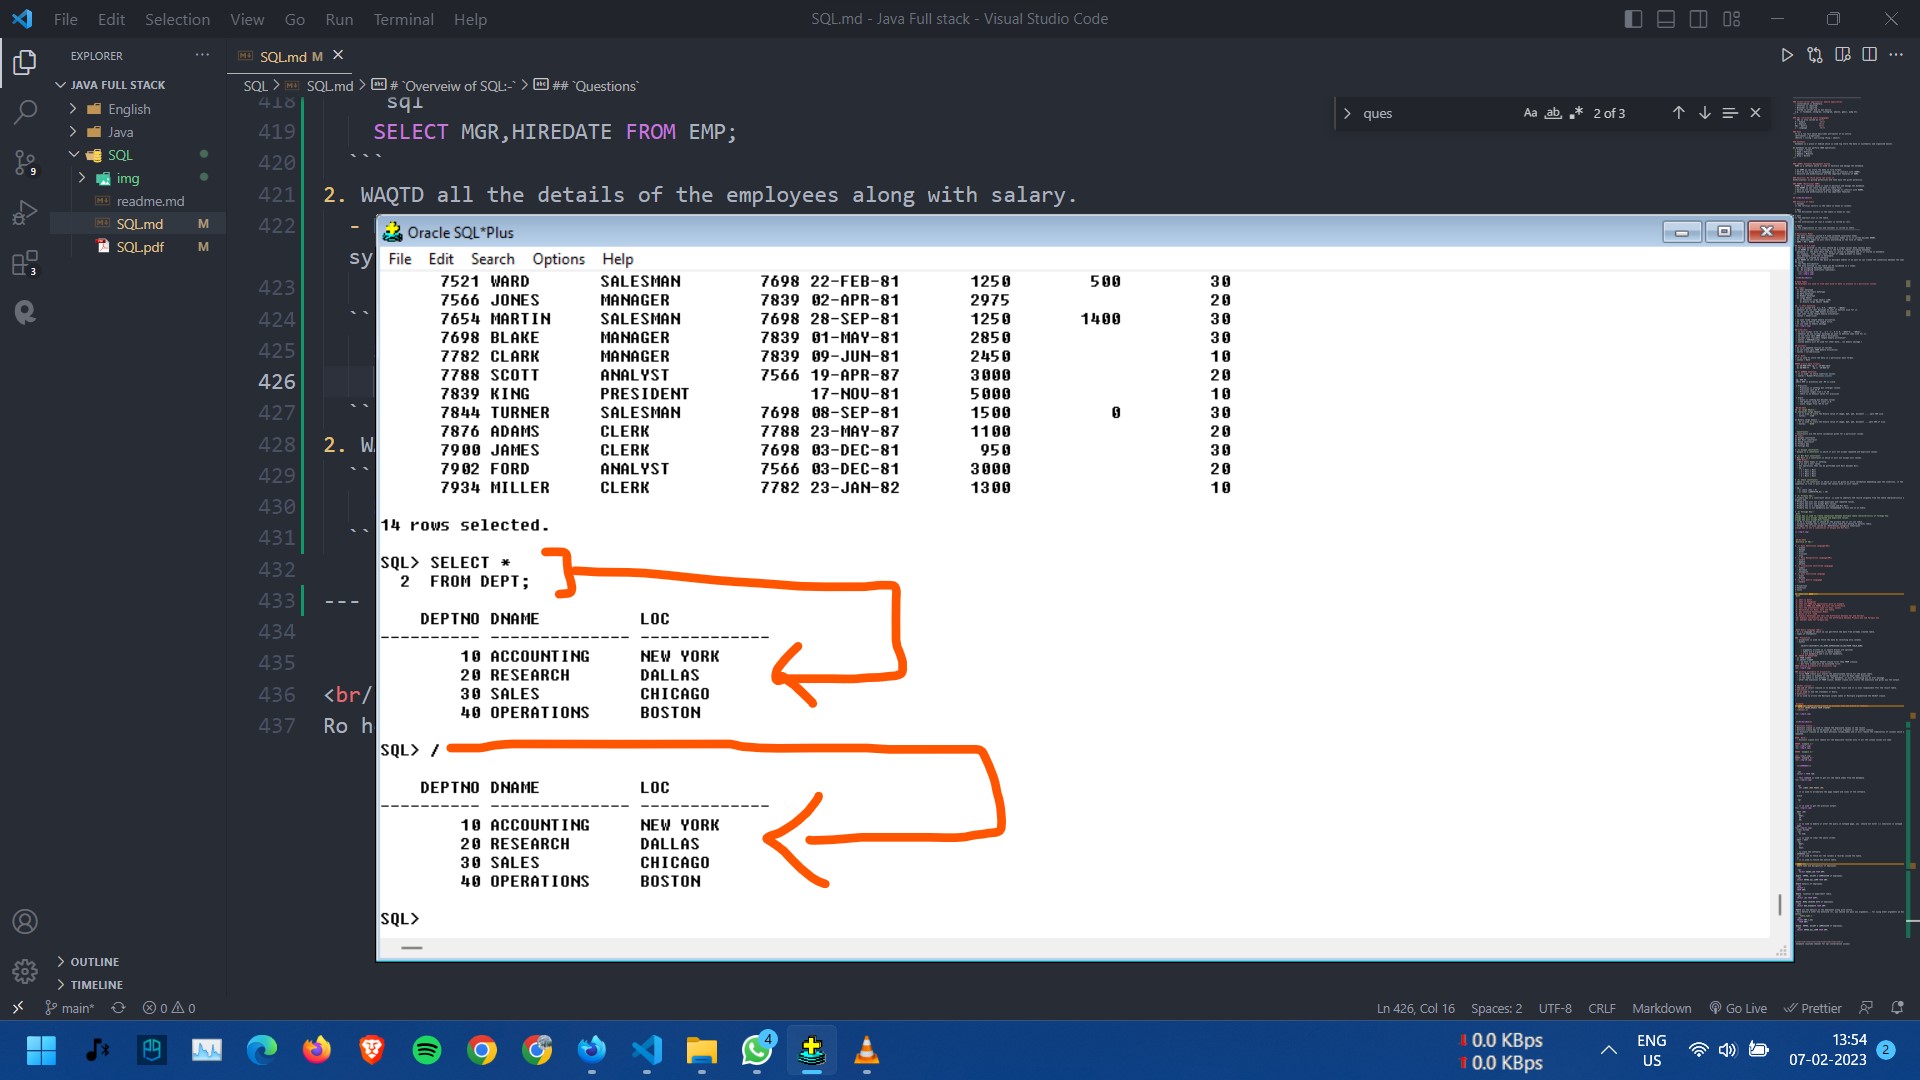 File Edit Selection View Go Run Terminal Help
SQL.md - Java Full stack - Visual Studio Code
EXPLORER
JAVA FULL STACK
English
Java
SQL
img
readme.md
SQL.md M
SQL.pdf M
9
3
OUTLINE
TIMELINE
SQL.md M
SQL > SQL.md > # `Overveiw of SQL:-` > ## `Questions`
ques Aa ab 2 of 3
418 sql
419 SELECT MGR,HIREDATE FROM EMP;
420 ```
421 2. WAQTD all the details of the employees along with salary.
422 -
sy
423
424 ``
425
426
427 ``
428 2. W
429 ``
430
431 ``
432
433 ---
434
435
436 <br/
437 Ro h
Oracle SQL*Plus
File Edit Search Options Help
7521 WARD SALESMAN 7698 22-FEB-81 1250 500 30
7566 JONES MANAGER 7839 02-APR-81 2975 20
7654 MARTIN SALESMAN 7698 28-SEP-81 1250 1400 30
7698 BLAKE MANAGER 7839 01-MAY-81 2850 30
7782 CLARK MANAGER 7839 09-JUN-81 2450 10
7788 SCOTT ANALYST 7566 19-APR-87 3000 20
7839 KING PRESIDENT 17-NOV-81 5000 10
7844 TURNER SALESMAN 7698 08-SEP-81 1500 0 30
7876 ADAMS CLERK 7788 23-MAY-87 1100 20
7900 JAMES CLERK 7698 03-DEC-81 950 30
7902 FORD ANALYST 7566 03-DEC-81 3000 20
7934 MILLER CLERK 7782 23-JAN-82 1300 10
14 rows selected.
SQL> SELECT *
2 FROM DEPT;
DEPTNO DNAME LOC
---------- -------------- -------------
10 ACCOUNTING NEW YORK
20 RESEARCH DALLAS
30 SALES CHICAGO
40 OPERATIONS BOSTON
SQL> /
DEPTNO DNAME LOC
---------- -------------- -------------
10 ACCOUNTING NEW YORK
20 RESEARCH DALLAS
30 SALES CHICAGO
40 OPERATIONS BOSTON
SQL>
main* 0 0
Ln 426, Col 16 Spaces: 2 UTF-8 CRLF Markdown Go Live Prettier
4
0.0 KBps
0.0 KBps
ENG
US
13:54
07-02-2023
2